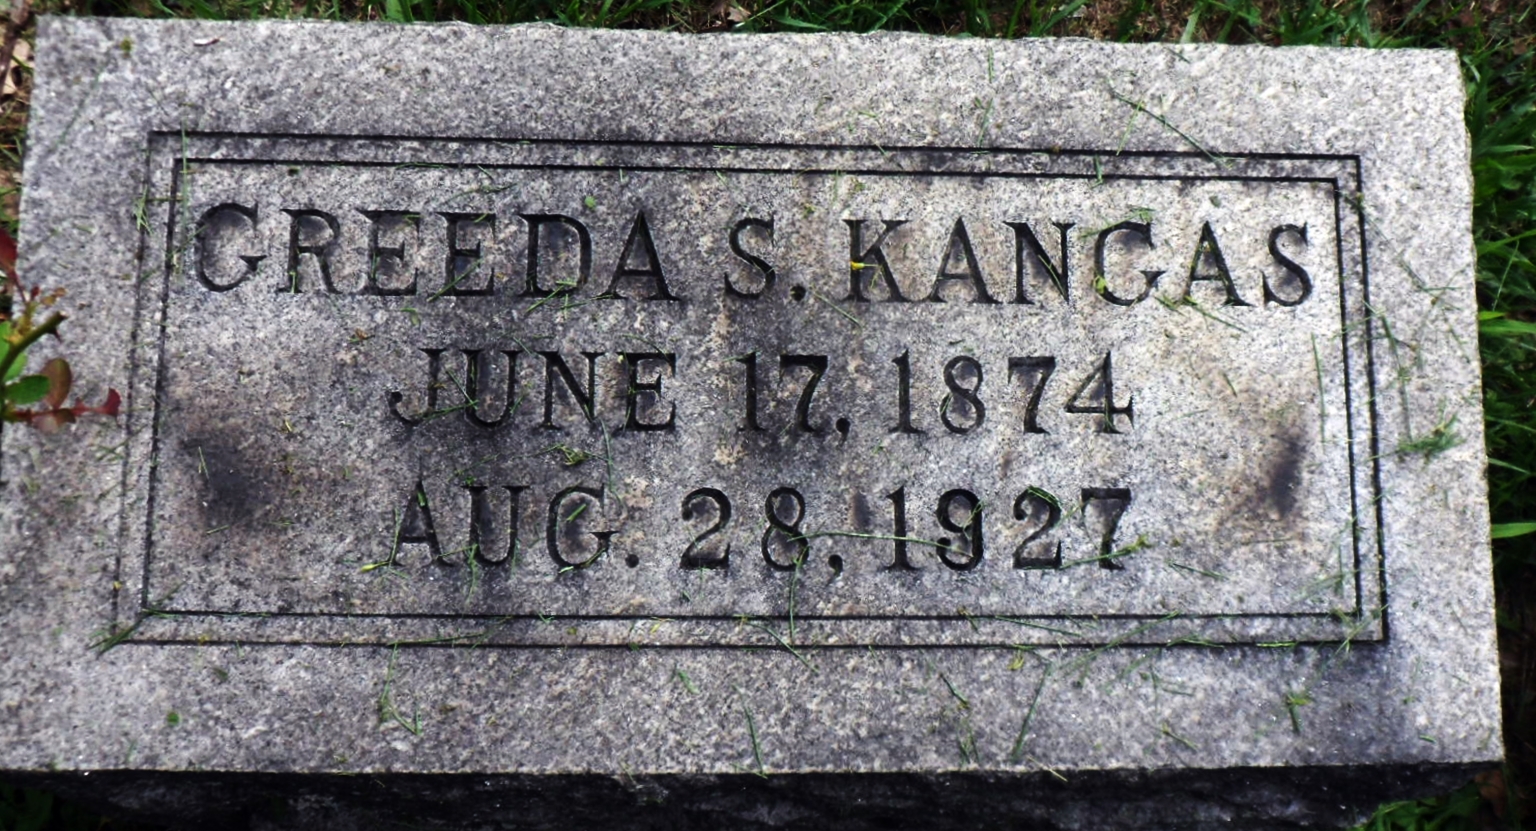 GREEDA S. KANGAS
JUNE 17, 1874
AUG. 28, 1927